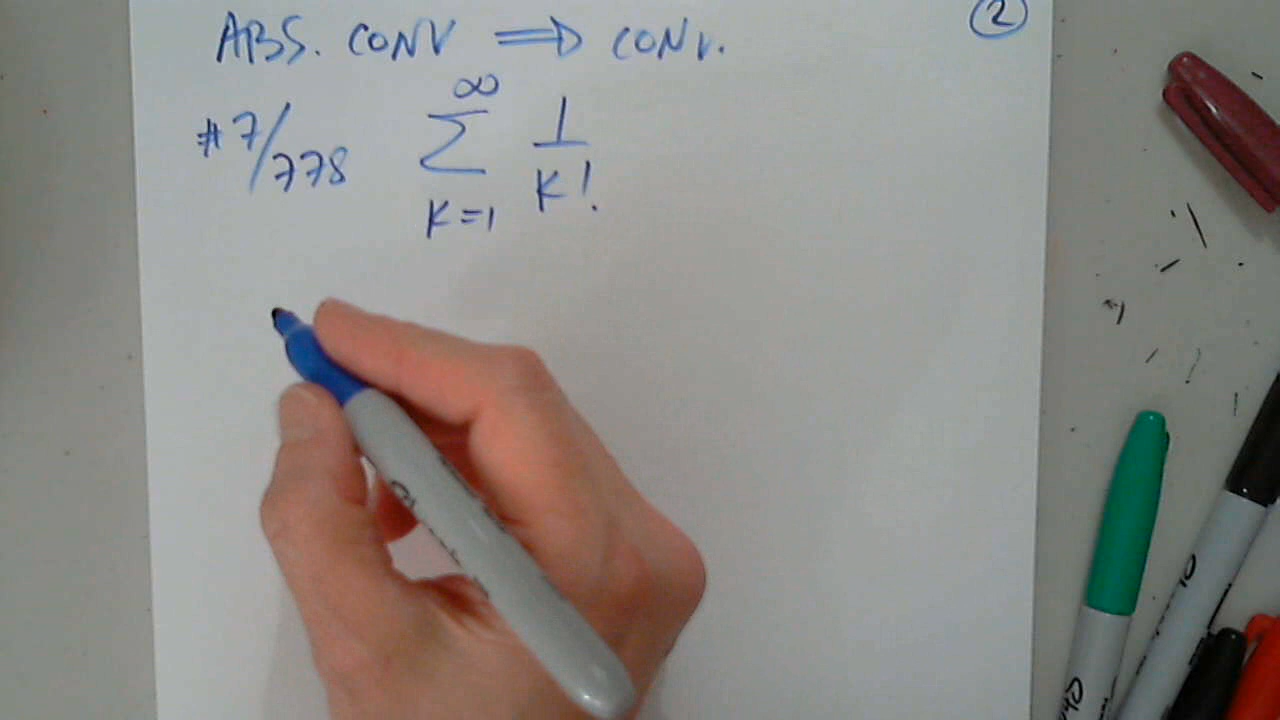 ABS. CONV ⟹ CONV. ②
#7/778 ∞ Σ K=1 1/K!